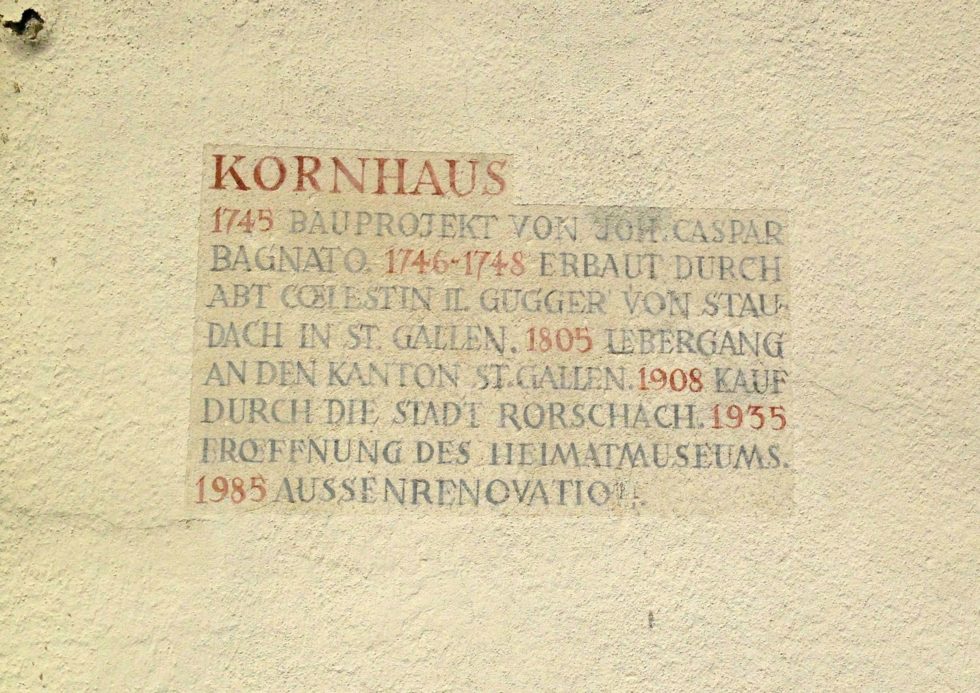 KORNHAUS
1745 BAUPROJEKT VON JOH. CASPAR
BAGNATO. 1746-1748 ERBAUT DURCH
ABT CŒLESTIN II. GUGGER VON STAU-
DACH IN ST. GALLEN. 1805 UEBERGANG
AN DEN KANTON ST. GALLEN. 1908 KAUF
DURCH DIE STADT RORSCHACH. 1935
ERŒFFNUNG DES HEIMATMUSEUMS.
1985 AUSSENRENOVATION.